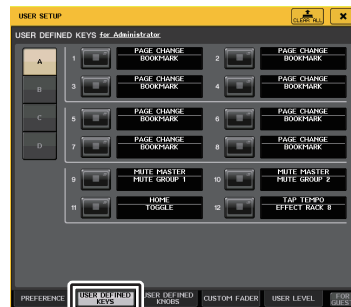 USER SETUP
CLEAR ALL
USER DEFINED KEYS for Administrator
A
1
PAGE CHANGE
BOOKMARK
2
PAGE CHANGE
BOOKMARK
B
3
PAGE CHANGE
BOOKMARK
4
PAGE CHANGE
BOOKMARK
C
5
PAGE CHANGE
BOOKMARK
6
PAGE CHANGE
BOOKMARK
D
7
PAGE CHANGE
BOOKMARK
8
PAGE CHANGE
BOOKMARK
9
MUTE MASTER
MUTE GROUP 1
10
MUTE MASTER
MUTE GROUP 2
11
HOME
TOGGLE
12
TAP TEMPO
EFFECT RACK 8
PREFERENCE
USER DEFINED
KEYS
USER DEFINED
KNOBS
CUSTOM FADER
USER LEVEL
FOR
GUES